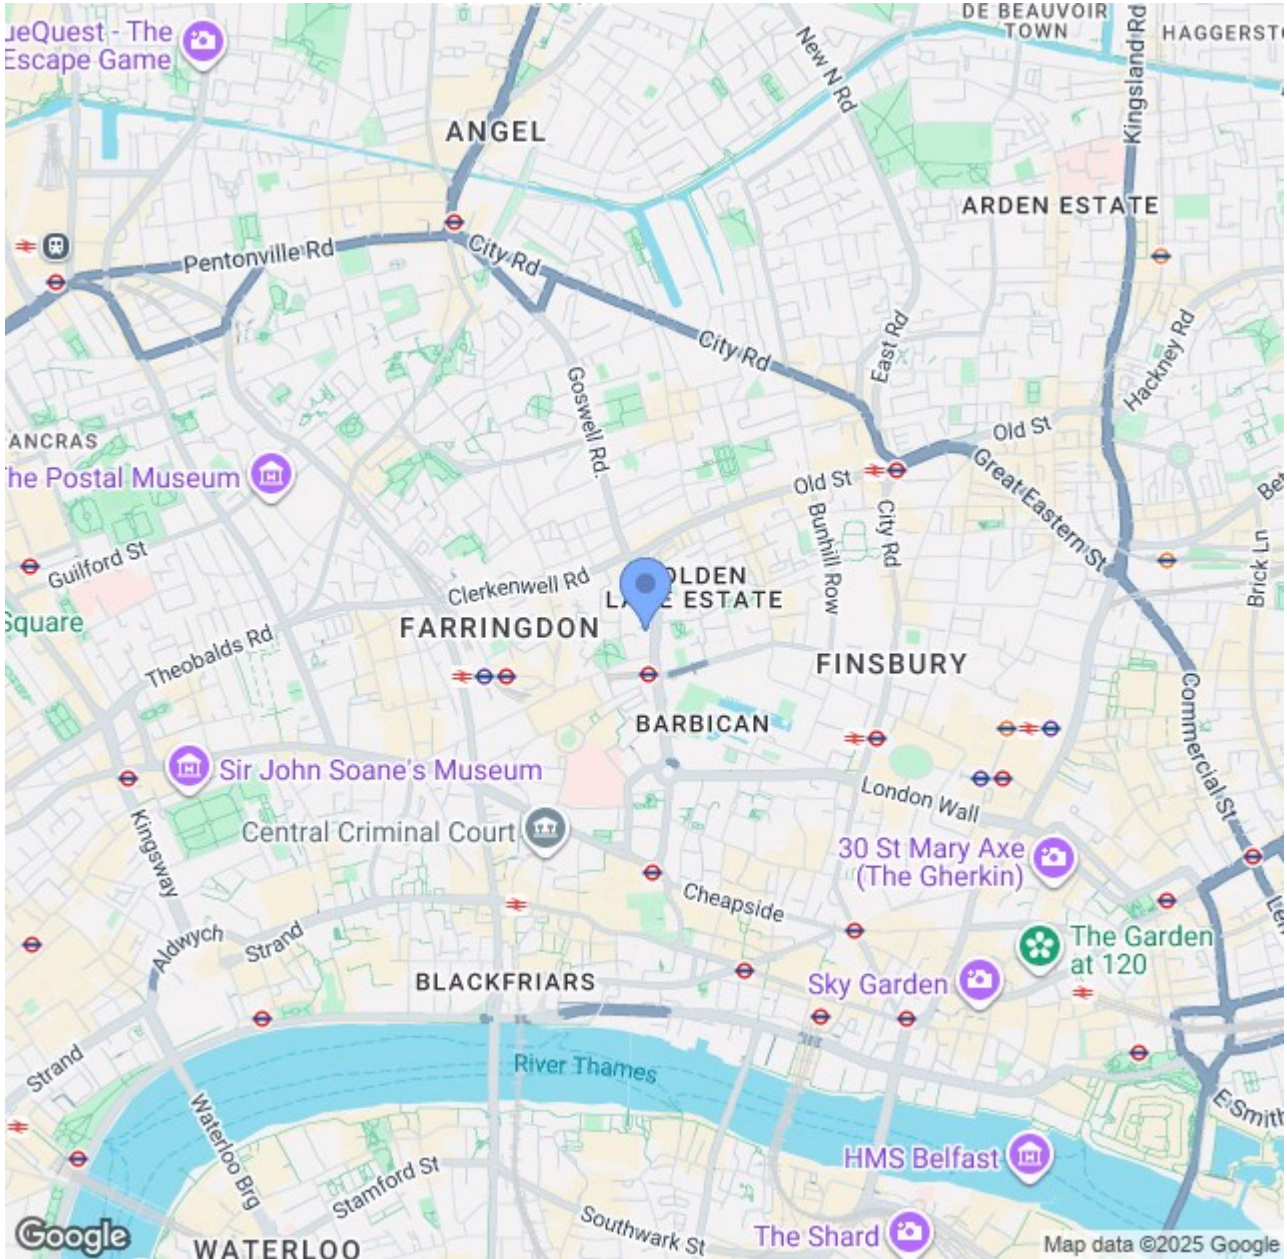 DE BEAUVOIR
TOWN
HAGGERSTO
Kingsland Rd
New N Rd
ueQuest - The
Escape Game
ANGEL
ARDEN ESTATE
Pentonville Rd
City Rd
City Rd
East Rd
Hackney Rd
Goswell Rd.
ANCRAS
Old St
The Postal Museum
Old St
Great Eastern St
Bet
City Rd
Bunhill Row
Guilford St
Clerkenwell Rd
OLDEN
LA E ESTATE
Brick Ln
Square
FARRINGDON
Theobalds Rd
FINSBURY
BARBICAN
Commercial St
Sir John Soane's Museum
London Wall
Kingsway
Central Criminal Court
30 St Mary Axe
(The Gherkin)
Cheapside
Aldwych
Strand
The Garden
at 120
BLACKFRIARS
Sky Garden
Strand
River Thames
Waterloo Brg
E Smith
HMS Belfast
Stamford St
Southwark St
The Shard
WATERLOO
Google
Map data ©2025 Google